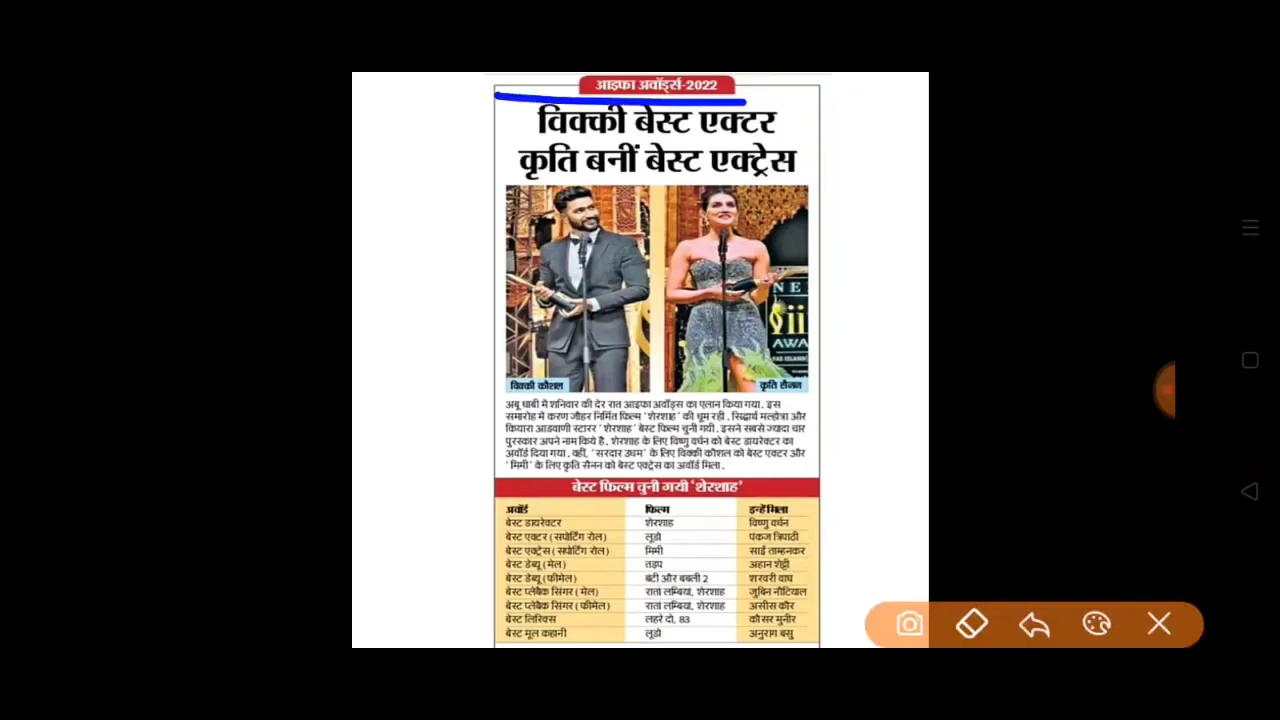 आइफा अवॉर्ड्स-2022
विक्की बेस्ट एक्टर
कृति बनीं बेस्ट एक्ट्रेस
विक्की कौशल
कृति सैनन
अबू धाबी में शनिवार की देर रात आइफा अवॉर्ड्स का एलान किया गया. इस
समारोह में करण जौहर निर्मित फिल्म 'शेरशाह' की धूम रही. सिद्धार्थ मल्होत्रा और
कियारा आडवाणी स्टारर 'शेरशाह' बेस्ट फिल्म चुनी गयी. इसने सबसे ज्यादा चार
पुरस्कार अपने नाम किये है. शेरशाह के लिए विष्णु वर्धन को बेस्ट डायरेक्टर का
अवॉर्ड दिया गया. वहीं, 'सरदार उधम' के लिए विक्की कौशल को बेस्ट एक्टर और
'मिमी' के लिए कृति सैनन को बेस्ट एक्ट्रेस का अवॉर्ड मिला.
बेस्ट फिल्म चुनी गयी 'शेरशाह'
अवॉर्ड फिल्म इन्हें मिला
बेस्ट डायरेक्टर शेरशाह विष्णु वर्धन
बेस्ट एक्टर (सपोर्टिंग रोल) लूडो पंकज त्रिपाठी
बेस्ट एक्ट्रेस (सपोर्टिंग रोल) मिमी साई ताम्हनकर
बेस्ट डेब्यू (मेल) तड़प अहान शेट्टी
बेस्ट डेब्यू (फीमेल) बंटी और बबली 2 शरवरी वाघ
बेस्ट प्लेबैक सिंगर (मेल) राता लम्बियां, शेरशाह जुबिन नौटियाल
बेस्ट प्लेबैक सिंगर (फीमेल) राता लम्बियां, शेरशाह असीस कौर
बेस्ट लिरिक्स लहरे दो, 83 कौसर मुनीर
बेस्ट मूल कहानी लूडो अनुराग बसु